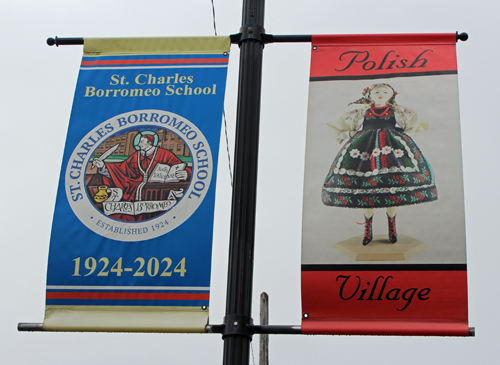 St. Charles
Borromeo School
ST. CHARLES BORROMEO SCHOOL
CHARLES BORROMEO
• ESTABLISHED 1924 •
1924-2024
Polish
Village